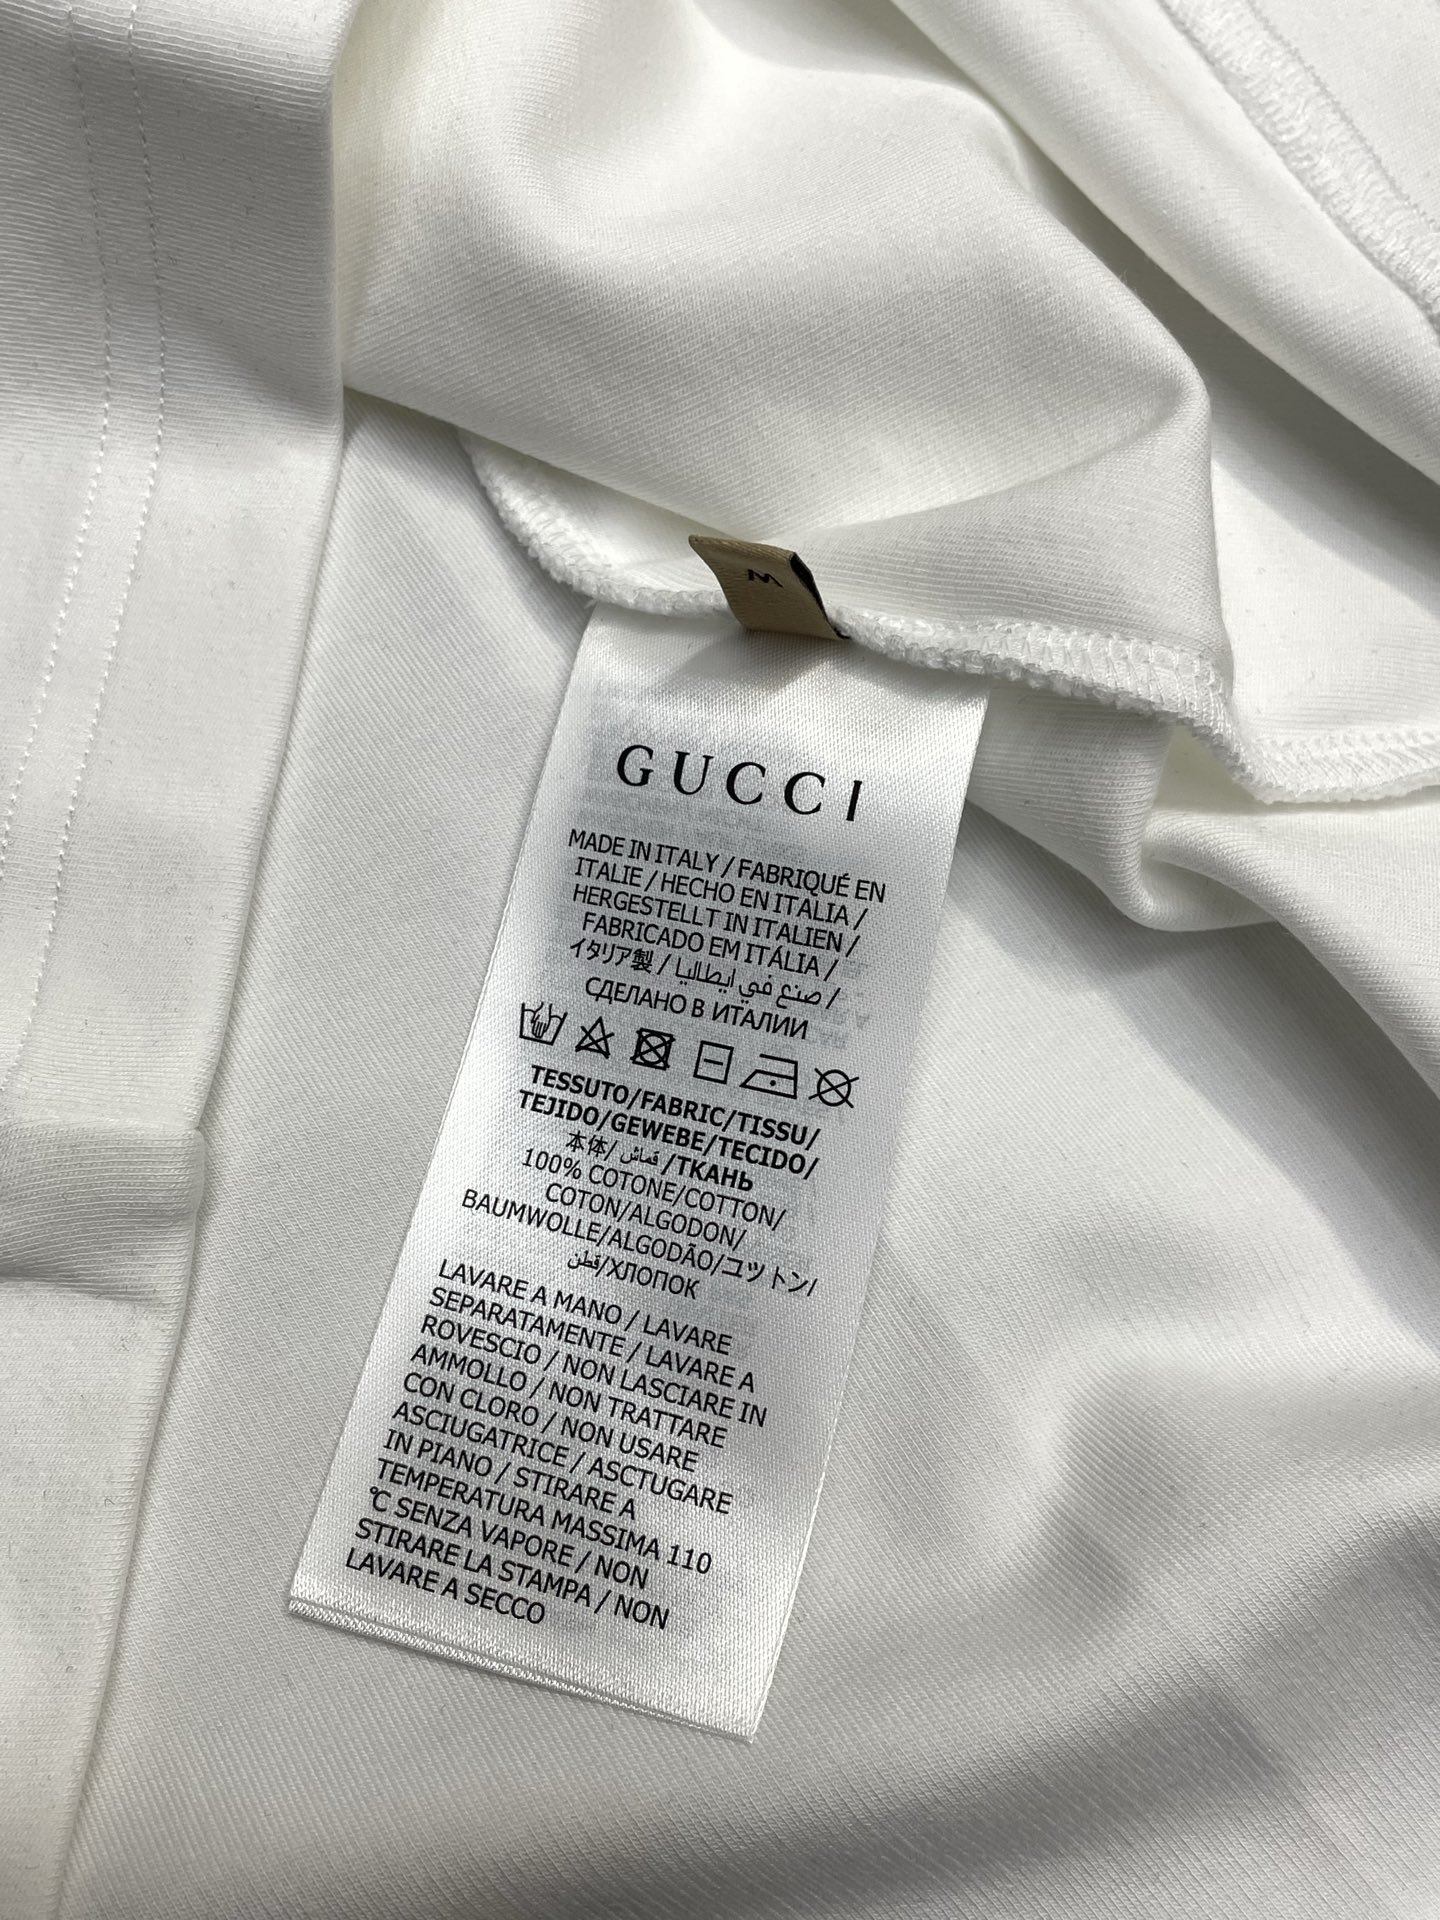 M
GUCCI
MADE IN ITALY / FABRIQUÉ EN
ITALIE / HECHO EN ITALIA /
HERGESTELLT IN ITALIEN /
FABRICADO EM ITÁLIA /
イタリア製 / صنع في ايطاليا /
СДЕЛАНО В ИТАЛИИ
TESSUTO/FABRIC/TISSU/
TEJIDO/GEWEBE/TECIDO/
本体/ قماش /ТКАНЬ
100% COTONE/COTTON/
COTON/ALGODON/
BAUMWOLLE/ALGODÃO/コットン/
قطن/ХЛОПОК
LAVARE A MANO / LAVARE
SEPARATAMENTE / LAVARE A
ROVESCIO / NON LASCIARE IN
AMMOLLO / NON TRATTARE
CON CLORO / NON USARE
ASCIUGATRICE / ASCTUGARE
IN PIANO / STIRARE A
TEMPERATURA MASSIMA 110
°C SENZA VAPORE / NON
STIRARE LA STAMPA / NON
LAVARE A SECCO